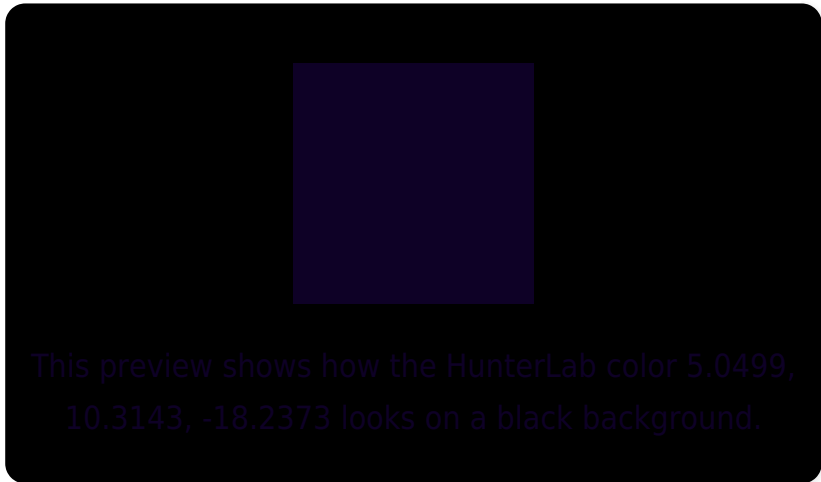 This preview shows how the HunterLab color 5.0499,
10.3143, -18.2373 looks on a black background.